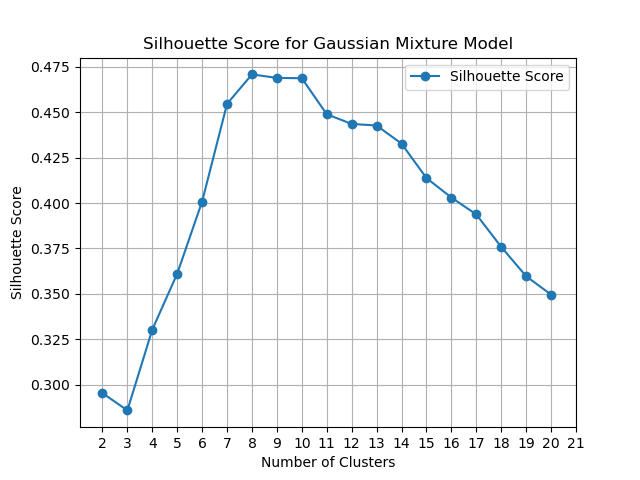 Silhouette Score for Gaussian Mixture Model
Silhouette Score
0.475
0.450
0.425
0.400
0.375
0.350
0.325
0.300
Silhouette Score
2 3 4 5 6 7 8 9 10 11 12 13 14 15 16 17 18 19 20 21
Number of Clusters